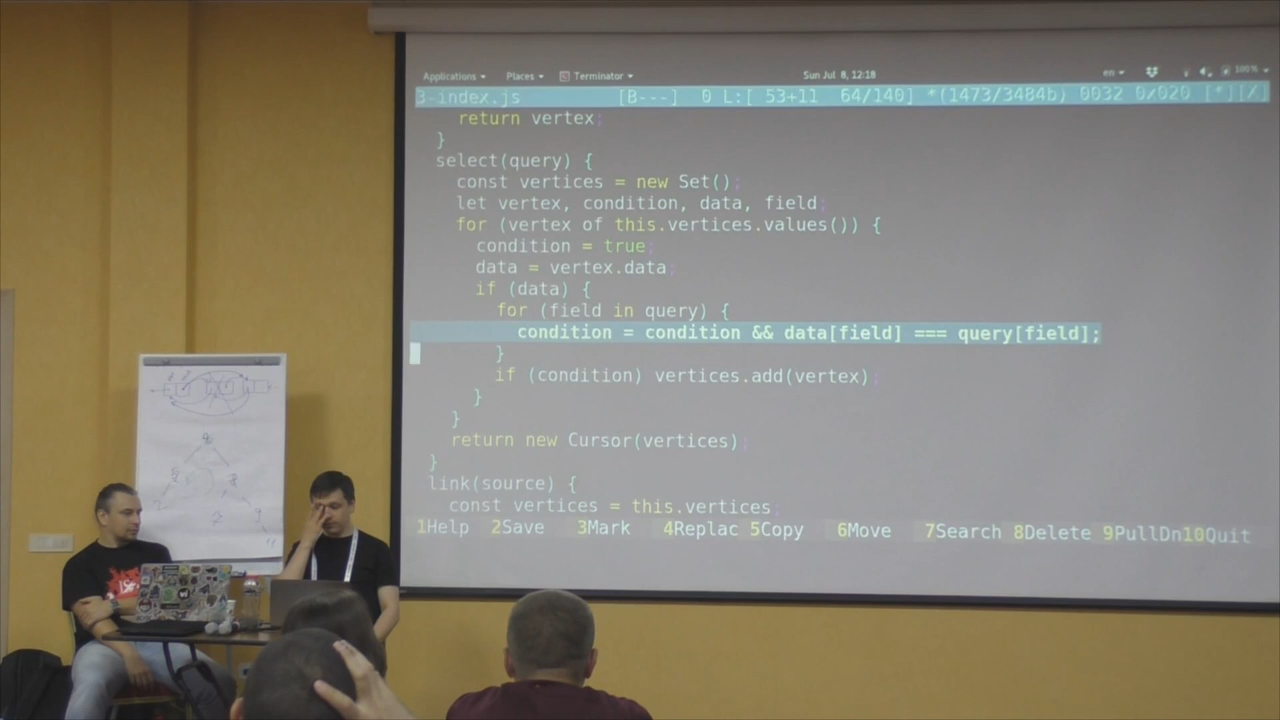 Applications Places Terminator Sun Jul 8, 12:18 en 100%
3-index.js [B---] 0 L:[ 53+11 64/140] *(1473/3484b) 0032 0x020 [*][X]
return vertex;
}
select(query) {
const vertices = new Set();
let vertex, condition, data, field;
for (vertex of this.vertices.values()) {
condition = true;
data = vertex.data;
if (data) {
for (field in query) {
condition = condition && data[field] === query[field];
}
if (condition) vertices.add(vertex);
}
}
return new Cursor(vertices);
}
link(source) {
const vertices = this.vertices;
1Help 2Save 3Mark 4Replac 5Copy 6Move 7Search 8Delete 9PullDn 10Quit